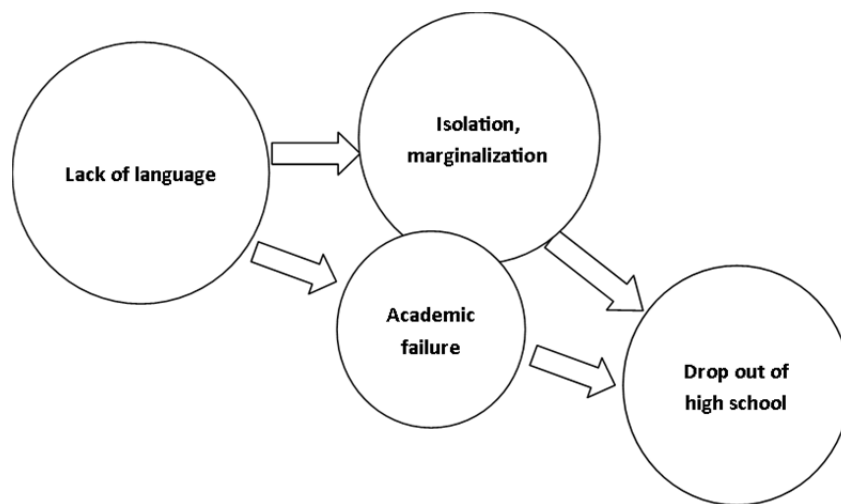 Lack of language
Isolation,
marginalization
Academic
failure
Drop out of
high school